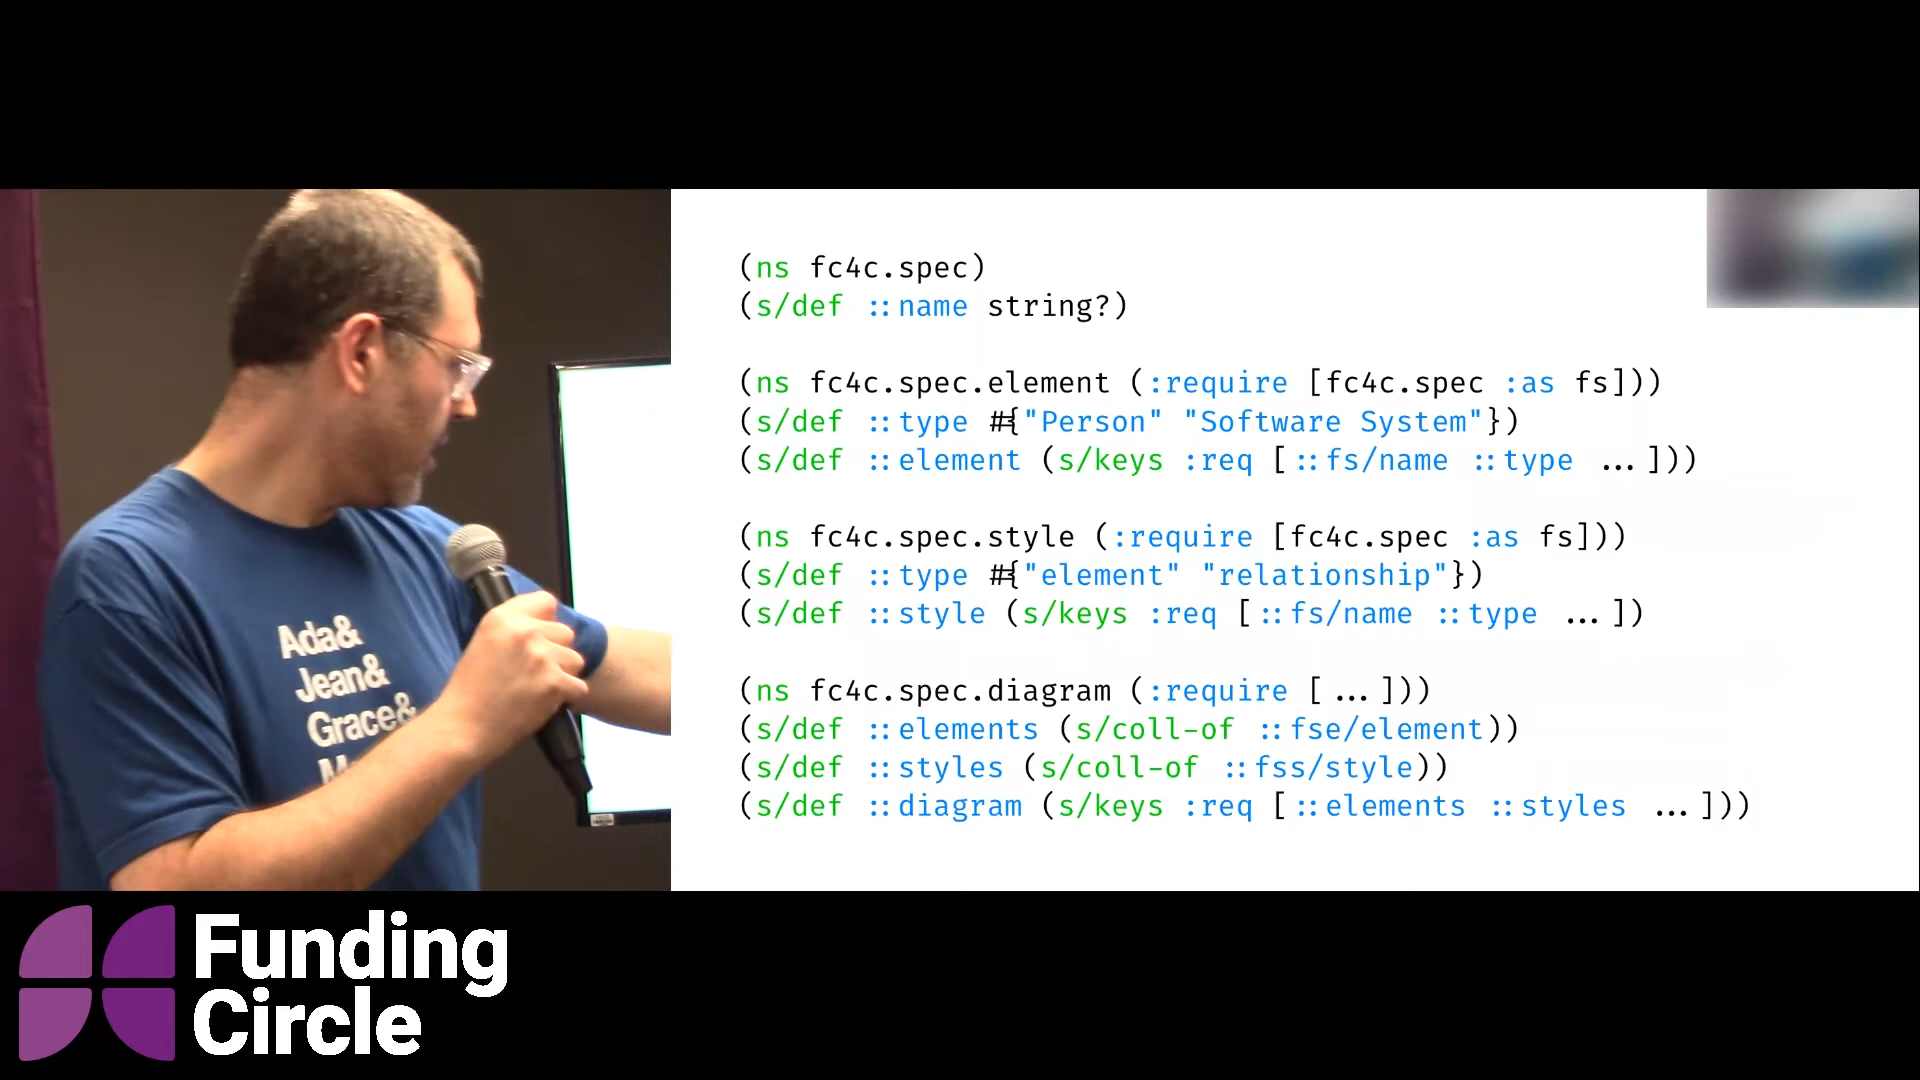 (ns fc4c.spec)
(s/def ::name string?)
(ns fc4c.spec.element (:require [fc4c.spec :as fs]))
(s/def ::type #{"Person" "Software System"})
(s/def ::element (s/keys :req [::fs/name ::type ...]))
(ns fc4c.spec.style (:require [fc4c.spec :as fs]))
(s/def ::type #{"element" "relationship"})
(s/def ::style (s/keys :req [::fs/name ::type ...])
(ns fc4c.spec.diagram (:require [...]))
(s/def ::elements (s/coll-of ::fse/element))
(s/def ::styles (s/coll-of ::fss/style))
(s/def ::diagram (s/keys :req [::elements ::styles ...]))
Ada&
Jean&
Grace&
Funding
Circle